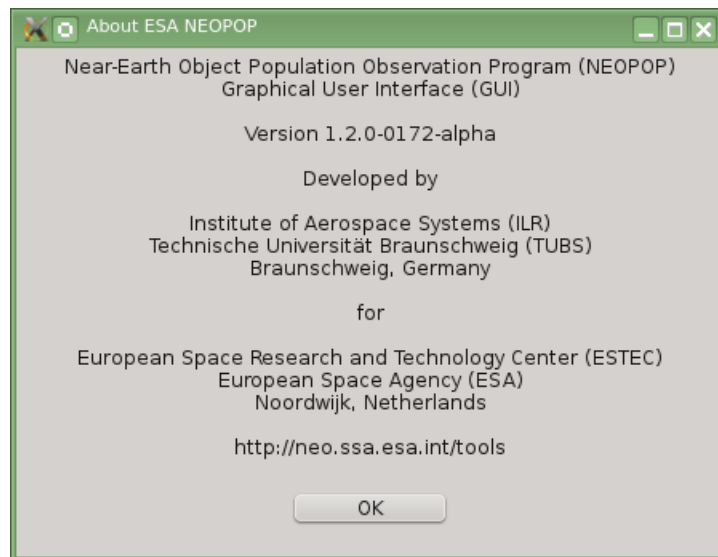 About ESA NEOPOP
Near-Earth Object Population Observation Program (NEOPOP)
Graphical User Interface (GUI)
Version 1.2.0-0172-alpha
Developed by
Institute of Aerospace Systems (ILR)
Technische Universität Braunschweig (TUBS)
Braunschweig, Germany
for
European Space Research and Technology Center (ESTEC)
European Space Agency (ESA)
Noordwijk, Netherlands
http://neo.ssa.esa.int/tools
OK